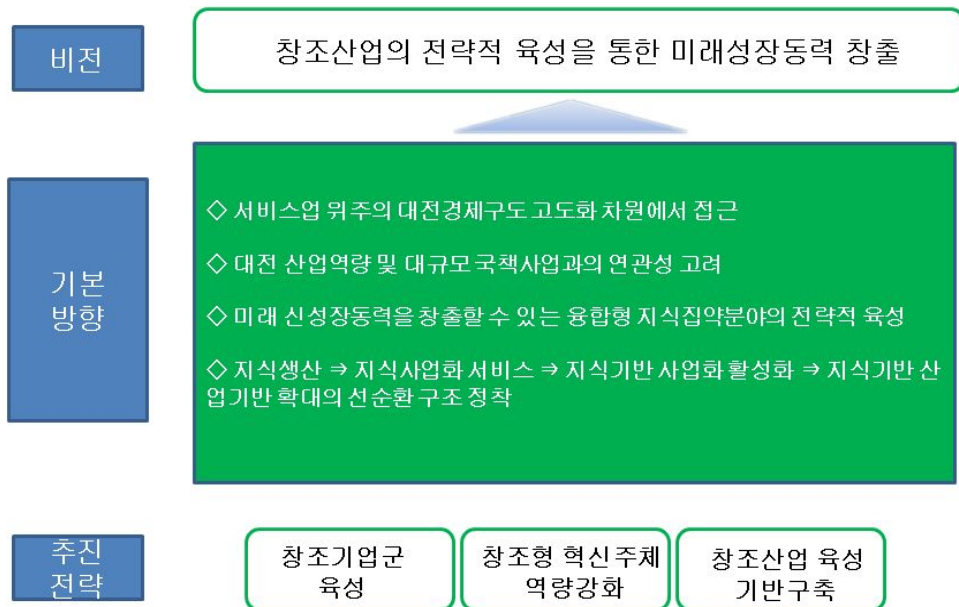 비전
창조산업의 전략적 육성을 통한 미래성장동력 창출
기본
방향
◇ 서비스업 위주의 대전경제구도 고도화 차원에서 접근
◇ 대전 산업역량 및 대규모 국책사업과의 연관성 고려
◇ 미래 신성장동력을 창출할 수 있는 융합형 지식집약분야의 전략적 육성
◇ 지식생산 ⇒ 지식사업화 서비스 ⇒ 지식기반 사업화 활성화 ⇒ 지식기반 산
업기반 확대의 선순환 구조 정착
추진
전략
창조기업군
육성
창조형 혁신주체
역량강화
창조산업 육성
기반구축